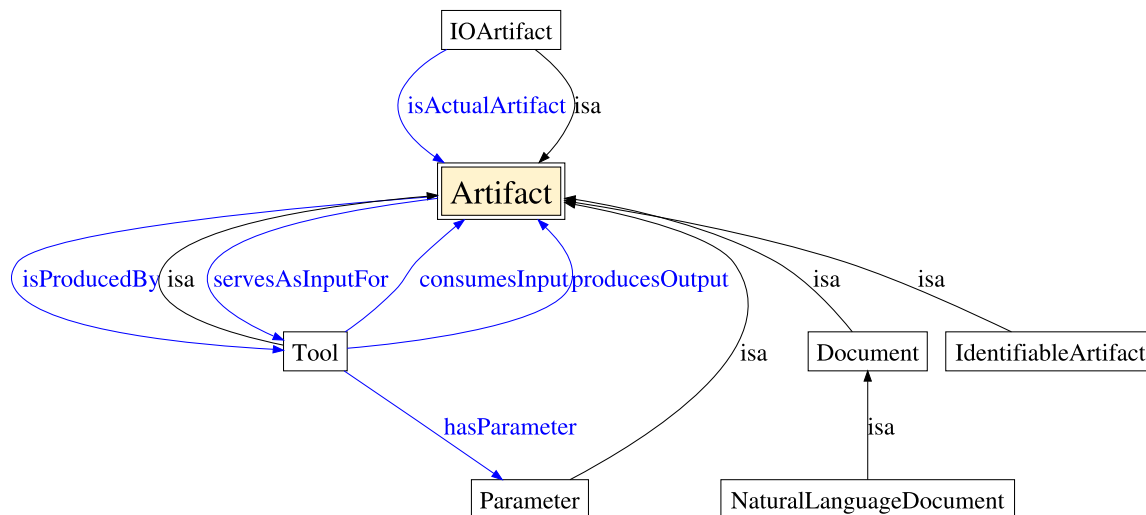 IOArtifact
isActualArtifact
isa
Artifact
isProducedBy
isa
servesAsInputFor
consumesInput
producesOutput
isa
isa
Tool
isa
Document
IdentifiableArtifact
hasParameter
isa
Parameter
NaturalLanguageDocument